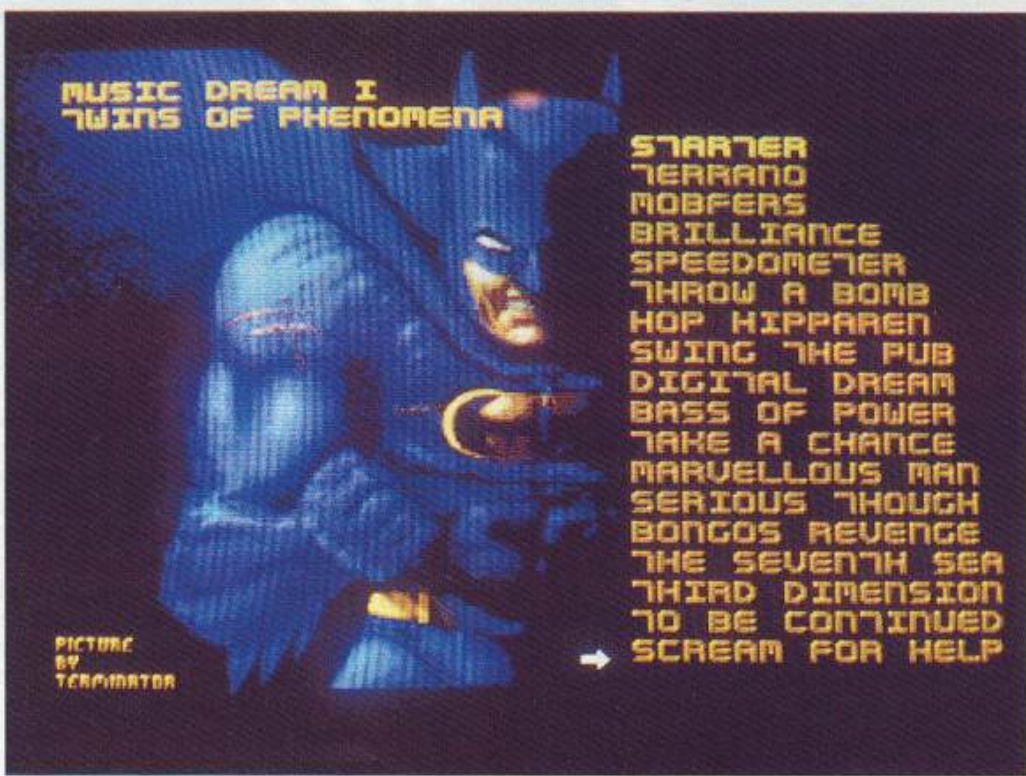 MUSIC DREAM I
TWINS OF PHENOMENA
STARTER
TERRANO
MOBFERS
BRILLIANCE
SPEEDOMETER
THROW A BOMB
HOP HIPPAREN
SWING THE PUB
DIGITAL DREAM
BASS OF POWER
TAKE A CHANCE
MARVELLOUS MAN
SERIOUS THOUGH
BONGOS REVENGE
THE SEVENTH SEA
THIRD DIMENSION
TO BE CONTINUED
SCREAM FOR HELP
PICTURE
BY
TERMINATOR